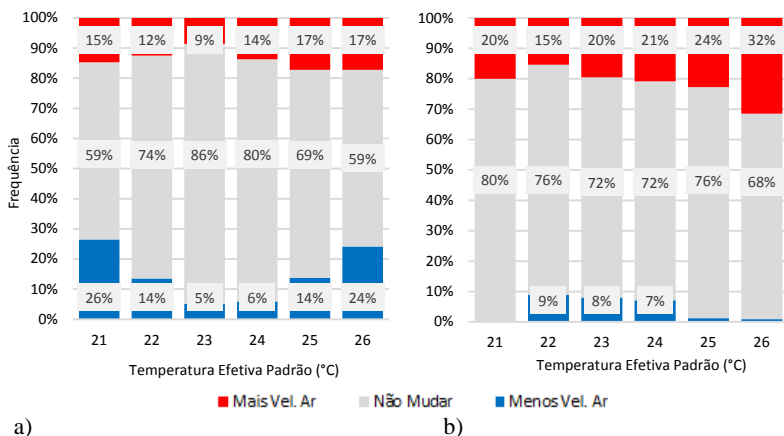 100%
90%
80%
70%
60%
50%
40%
30%
20%
10%
0%
Frequência
15% 12% 9% 14% 17% 17%
59% 74% 86% 80% 69% 59%
26% 14% 5% 6% 14% 24%
21 22 23 24 25 26
Temperatura Efetiva Padrão (°C)
100%
90%
80%
70%
60%
50%
40%
30%
20%
10%
0%
20% 15% 20% 21% 24% 32%
80% 76% 72% 72% 76% 68%
9% 8% 7%
21 22 23 24 25 26
Temperatura Efetiva Padrão (°C)
Mais Vel. Ar Não Mudar Menos Vel. Ar
a) b)